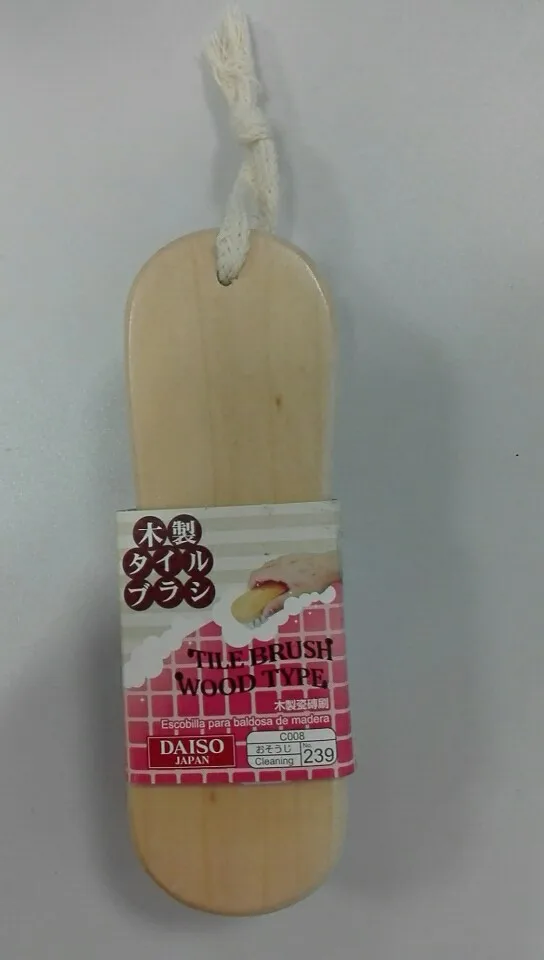 木製
タイル
ブラシ
TILE BRUSH
WOOD TYPE
木製瓷磚刷
Escobilla para baldosa de madera
DAISO
JAPAN
C008
おそうじ
Cleaning
No.
239